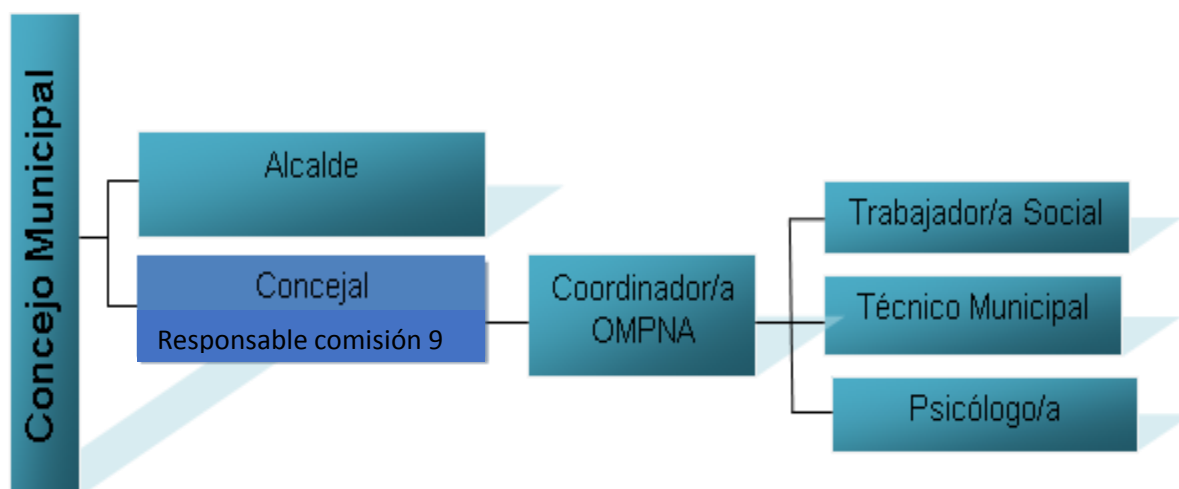 Concejo Municipal
Alcalde
Concejal
Responsable comisión 9
Coordinador/a
OMPNA
Trabajador/a Social
Técnico Municipal
Psicólogo/a